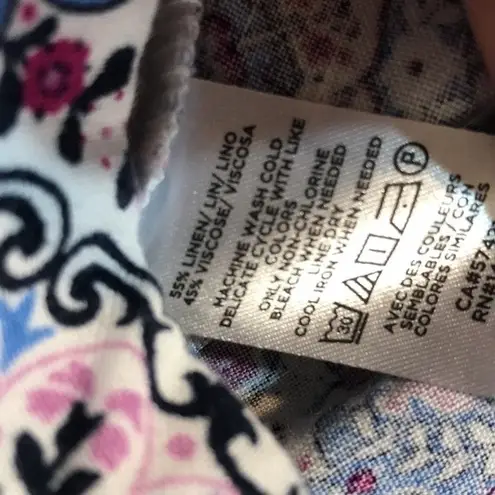 55% LINEN/ LIN/ LINO
45% VISCOSE/ VISCOSA
MACHINE WASH COLD
DELICATE CYCLE WITH LIKE
COLORS
ONLY NON-CHLORINE
BLEACH WHEN NEEDED
LINE DRY
COOL IRON WHEN NEEDED
30 P
AVEC DES COULEURS
SEMBLABLES/ CON
COLORES SIMILARES
CA#574
RN#1